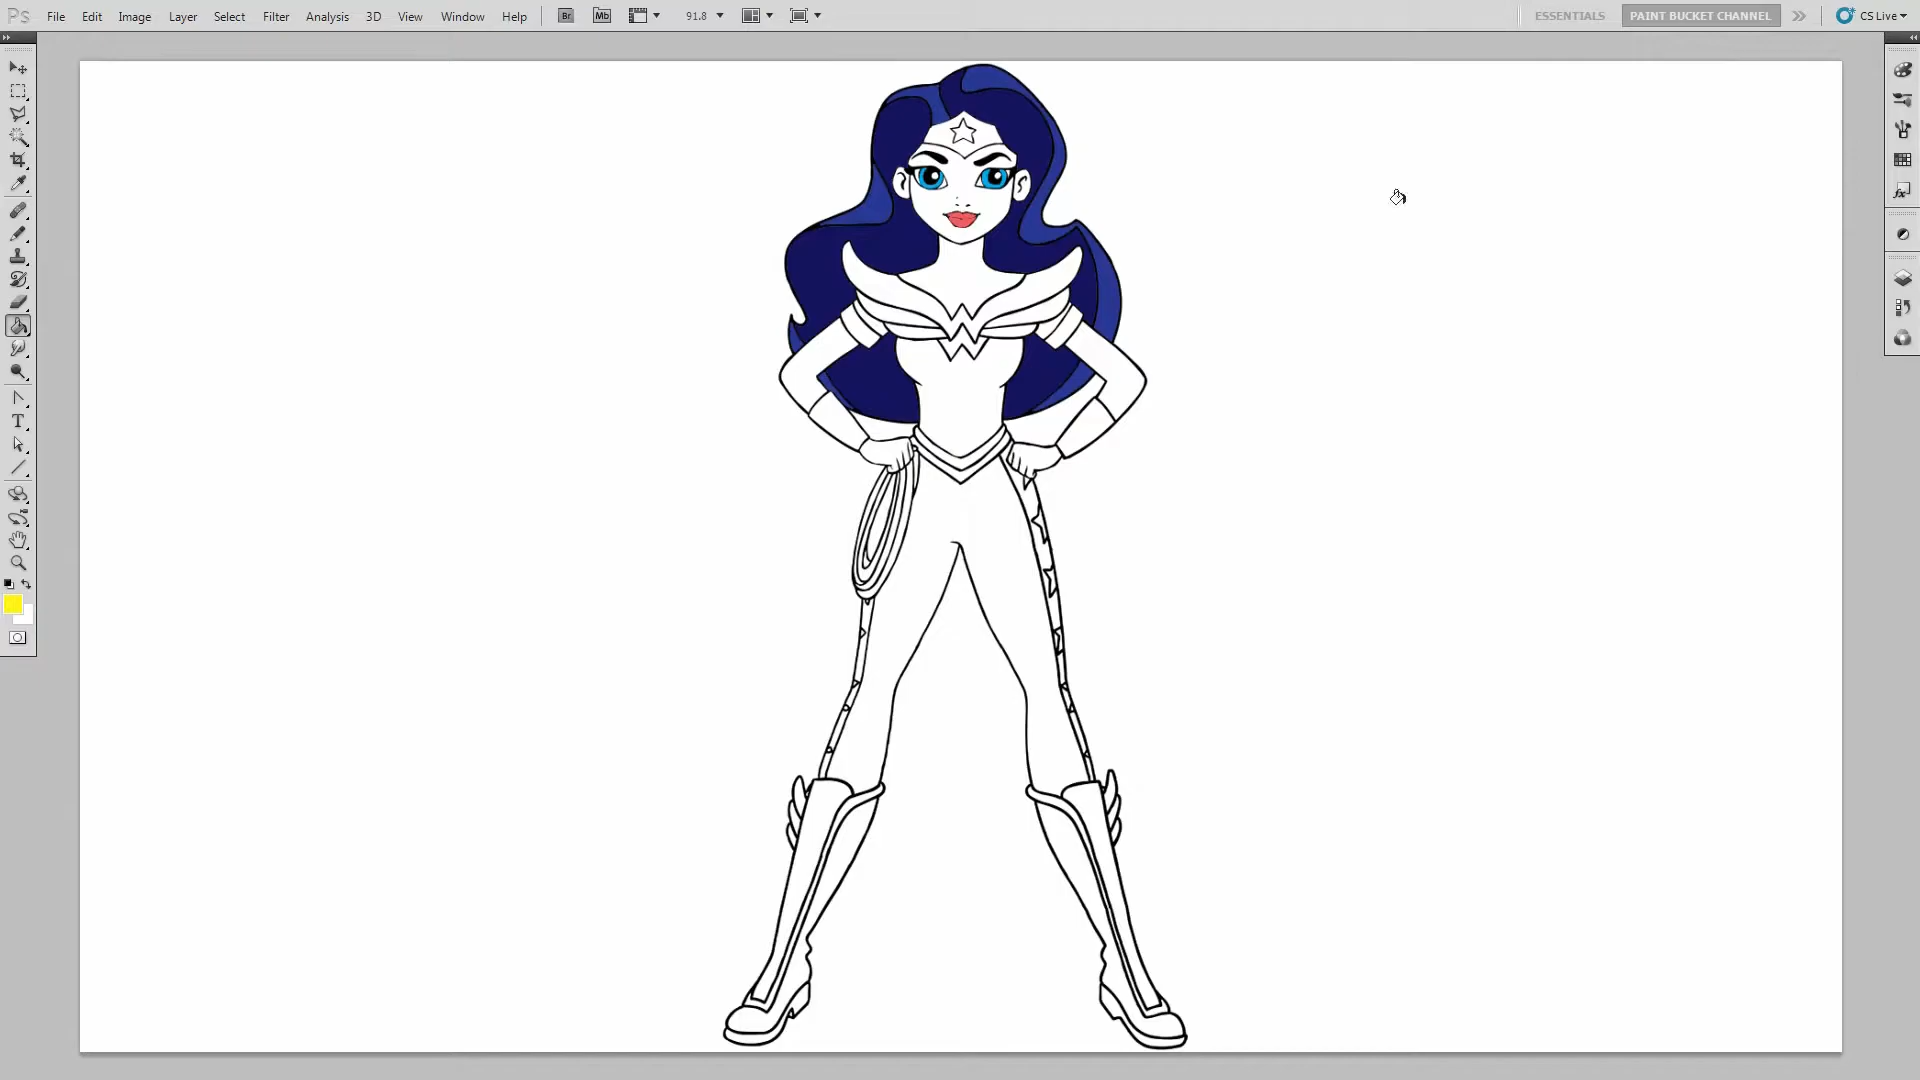 Ps File Edit Image Layer Select Filter Analysis 3D View Window Help Br Mb 91.8 ESSENTIALS PAINT BUCKET CHANNEL CS Live
T
fx
W